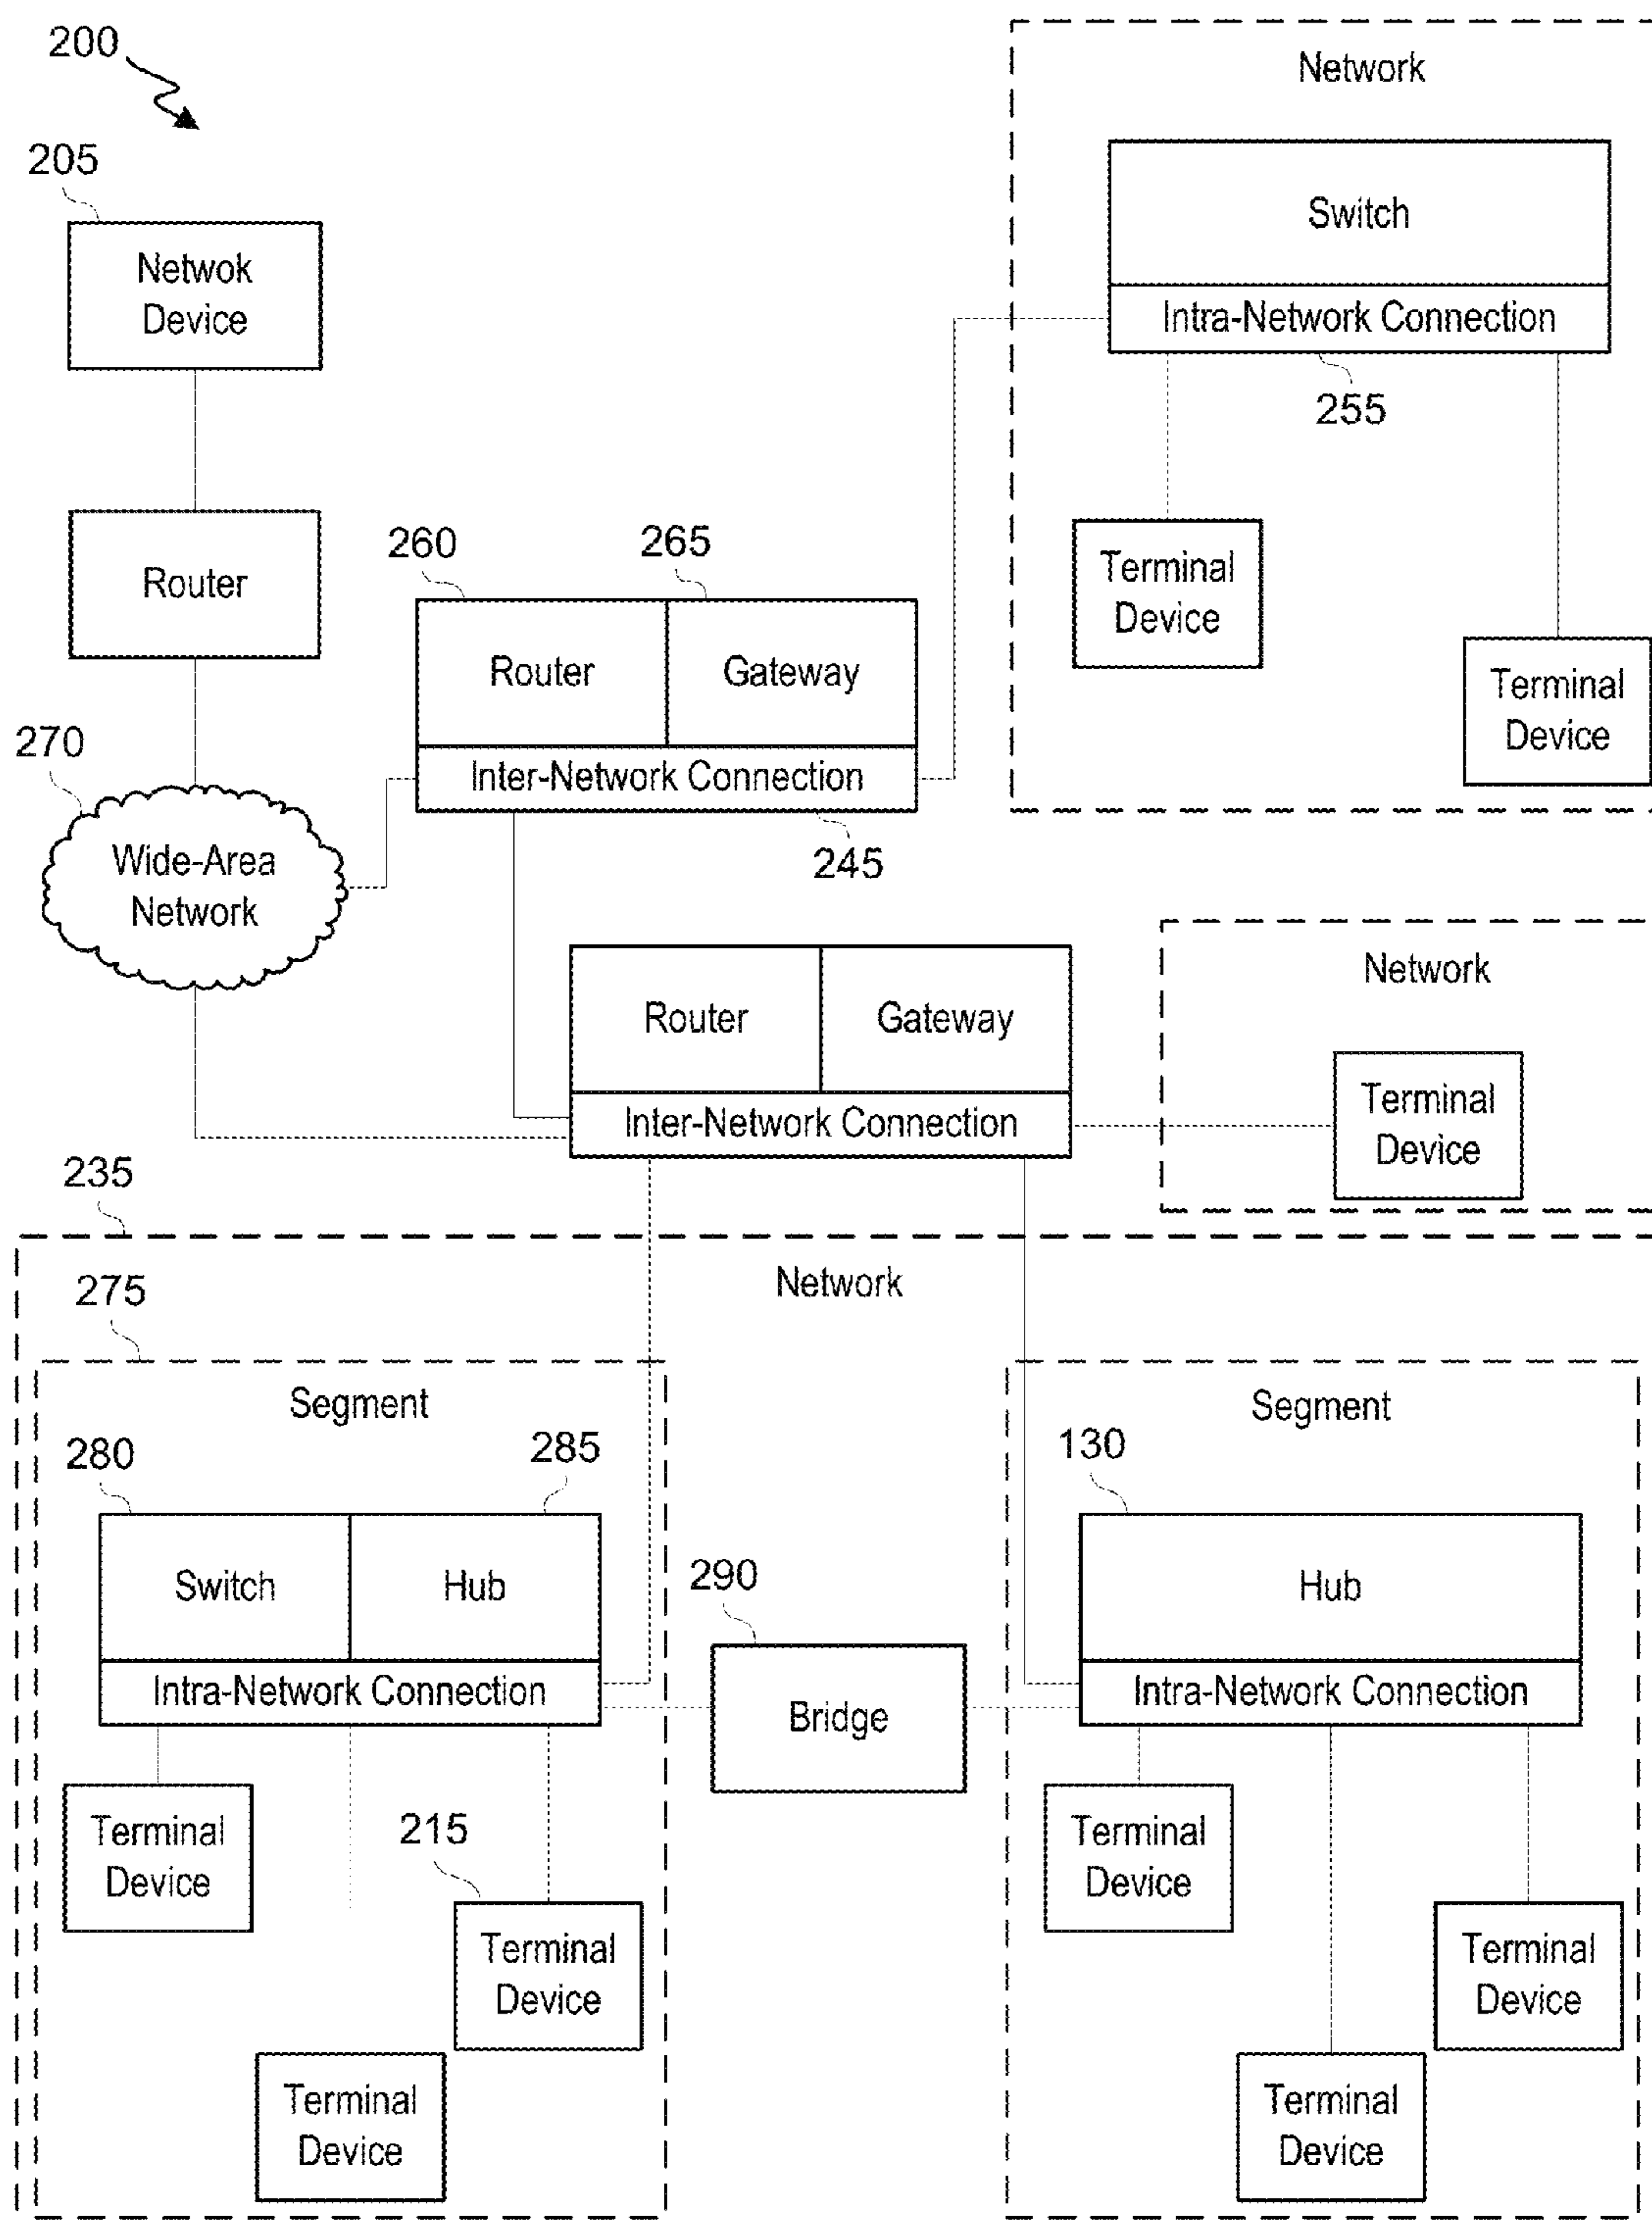 200
Network
205
Switch
Netwok
Device
Intra-Network Connection
255
Router
260
265
Terminal
Device
Router
Gateway
Terminal
Device
270
Inter-Network Connection
245
Wide-Area
Network
Network
Router
Gateway
Terminal
Device
Inter-Network Connection
235
Network
275
Segment
Segment
280
285
130
Switch
Hub
290
Hub
Intra-Network Connection
Bridge
Intra-Network Connection
Terminal
Device
215
Terminal
Device
Terminal
Device
Terminal
Device
Terminal
Device
Terminal
Device